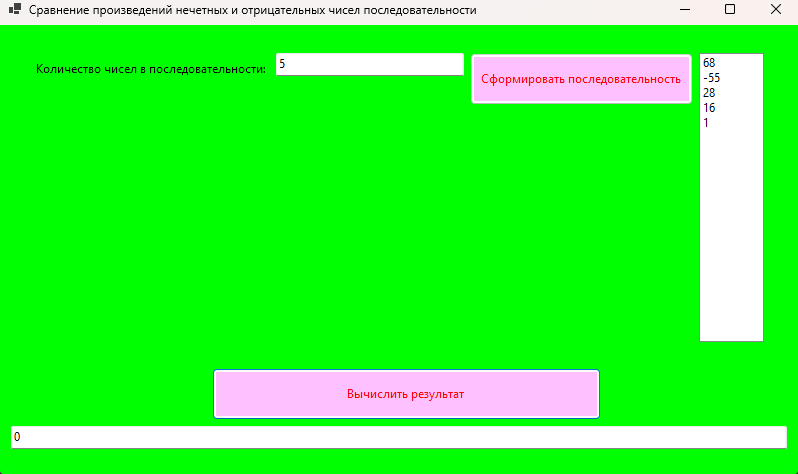 Сравнение произведений нечетных и отрицательных чисел последовательности
Количество чисел в последовательности:
5
Сформировать последовательность
68
-55
28
16
1
Вычислить результат
0